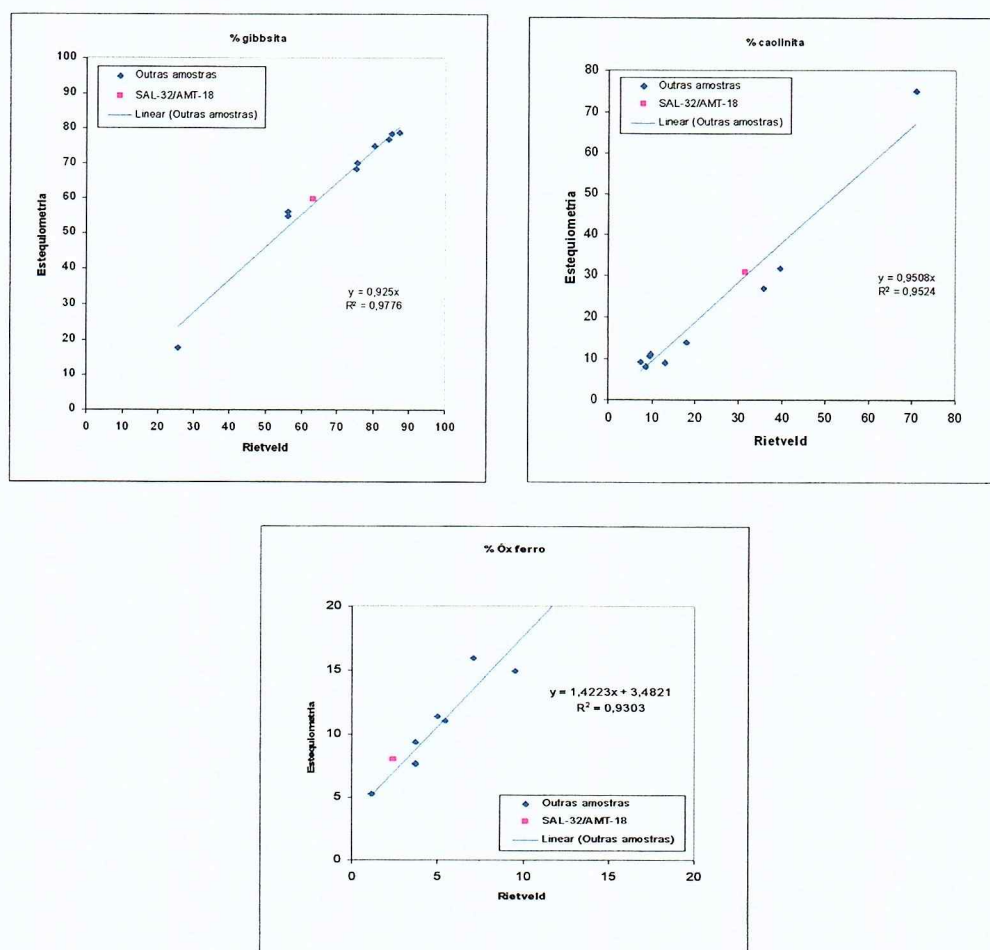 % gibbsita
Outras amostras
SAL-32/AMT-18
Linear (Outras amostras)
Estequlometria
100
90
80
70
60
50
40
30
20
10
0
y = 0,925x
R² = 0,9776
0 10 20 30 40 50 60 70 80 90 100
Rietveld
% caolinita
Outras amostras
SAL-32/AMT-18
Linear (Outras amostras)
Estequiometria
80
70
60
50
40
30
20
10
0
y = 0,9508x
R² = 0,9524
0 10 20 30 40 50 60 70 80
Rietveld
% Óx ferro
Estequiometria
20
15
10
5
0
y = 1,4223x + 3,4821
R² = 0,9303
Outras amostras
SAL-32/AMT-18
Linear (Outras amostras)
0 5 10 15 20
Rietveld